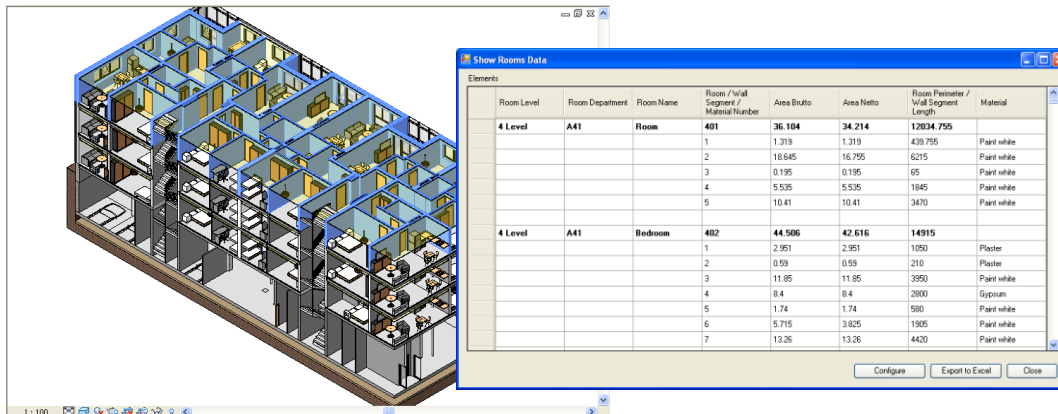 Show Rooms Data
Elements
Room Level Room Department Room Name Room / Wall Segment / Material Number Area Brutto Area Netto Room Perimeter / Wall Segment Length Material
4 Level A41 Room 401 36.104 34.214 12034.755
1 1.319 1.319 439.755 Paint white
2 18.645 16.755 6215 Paint white
3 0.195 0.195 65 Paint white
4 5.535 5.535 1845 Paint white
5 10.41 10.41 3470 Paint white
4 Level A41 Bedroom 402 44.506 42.616 14915
1 2.951 2.951 1050 Plaster
2 0.59 0.59 210 Plaster
3 11.85 11.85 3950 Paint white
4 8.4 8.4 2800 Gypsum
5 1.74 1.74 580 Paint white
6 5.715 3.825 1905 Paint white
7 13.26 13.26 4420 Paint white
Configure Export to Excel Close
1 : 100